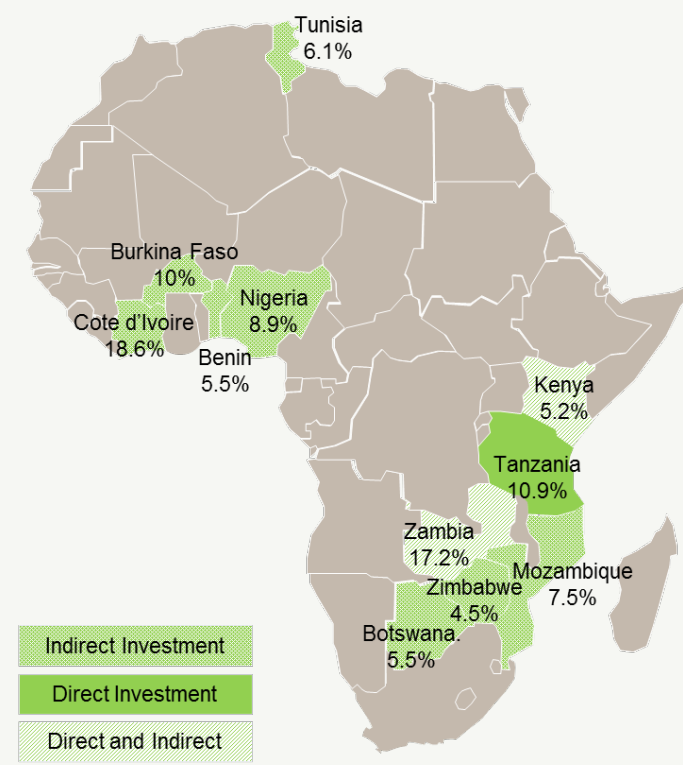 Tunisia
6.1%
Burkina Faso
10%
Nigeria
8.9%
Cote d'Ivoire
18.6%
Benin
5.5%
Kenya
5.2%
Tanzania
10.9%
Zambia
17.2%
Mozambique
7.5%
Zimbabwe
4.5%
Botswana.
5.5%
Indirect Investment
Direct Investment
Direct and Indirect